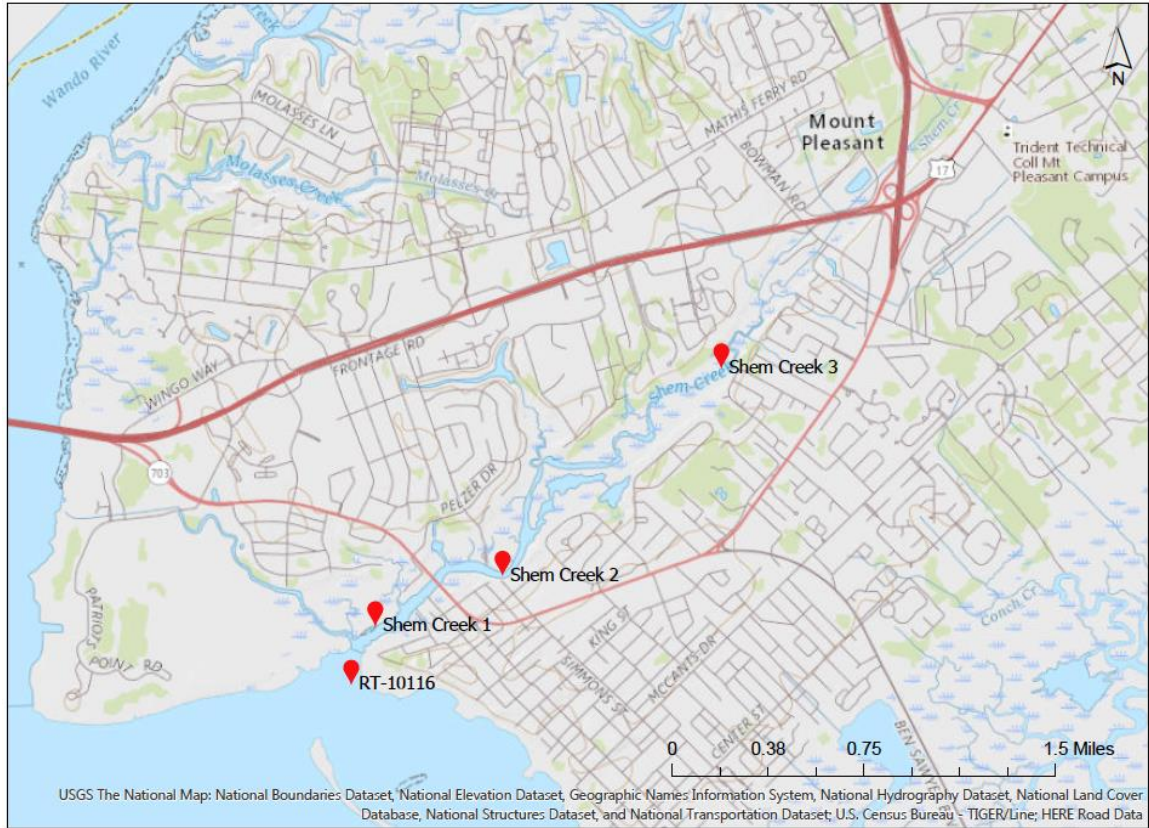 Creek
Wando River
N
MOLASSES LN
MATHIS FERRY RD
Mount
Pleasant
Shem Cr
Trident Technical
Coll Mt
Pleasant Campus
BOWMAN RD
17
Molasses Creek
Molasses Cr
WINGO WAY
FRONTAGE RD
Shem Creek 3
Shem Creek
703
PELZER DR
Shem Creek 2
Shem Creek 1
Conch Cr
PATRIOTS
POINT RD
KING ST
SIMMONS ST
MCCANTS DR
RT-10116
CENTER ST
BEN SAWYER BLV
0 0.38 0.75 1.5 Miles
USGS The National Map: National Boundaries Dataset, National Elevation Dataset, Geographic Names Information System, National Hydrography Dataset, National Land Cover
Database, National Structures Dataset, and National Transportation Dataset; U.S. Census Bureau - TIGER/Line; HERE Road Data